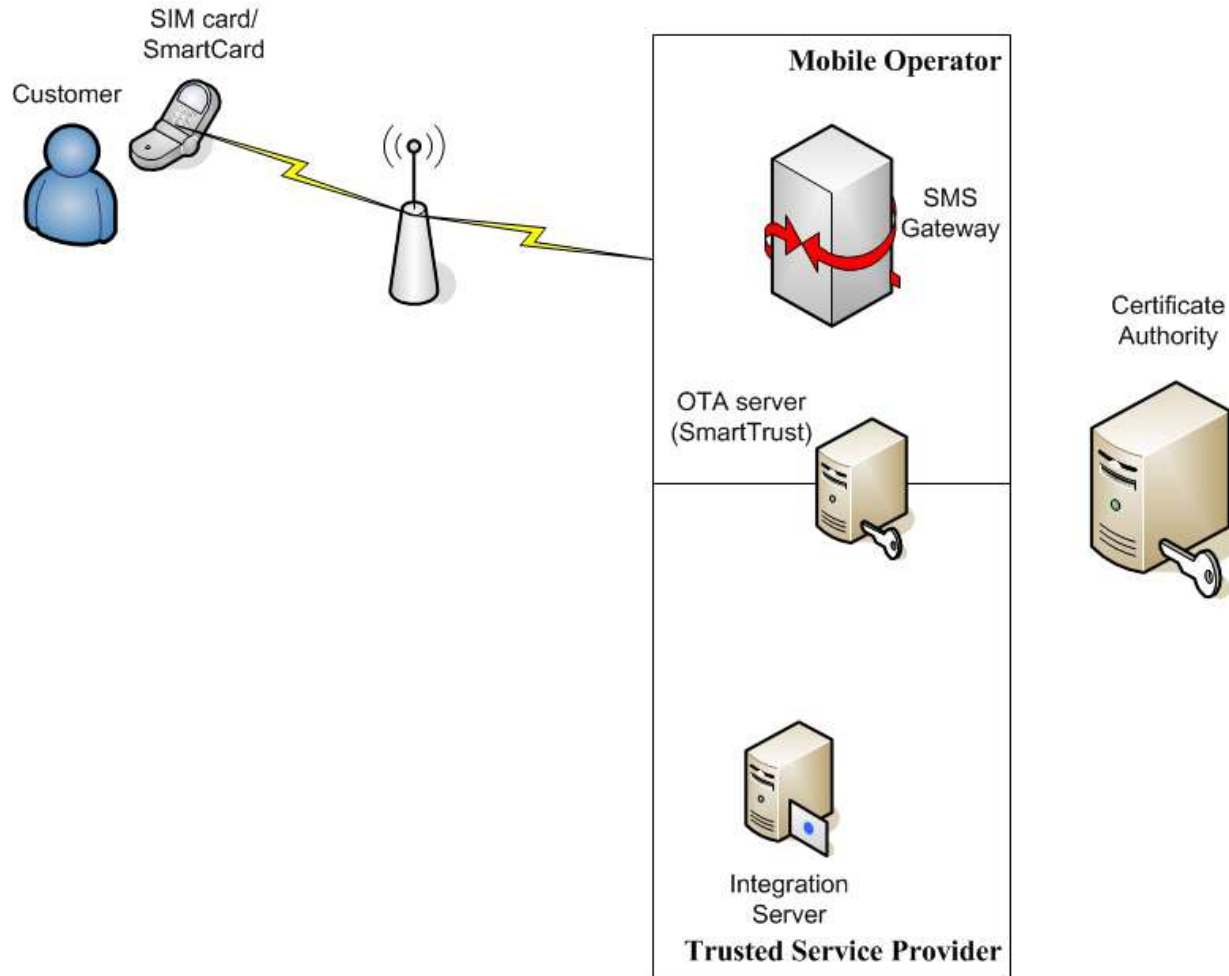 SIM card/
SmartCard
Customer
Mobile Operator
SMS
Gateway
Certificate
Authority
OTA server
(SmartTrust)
Integration
Server
Trusted Service Provider